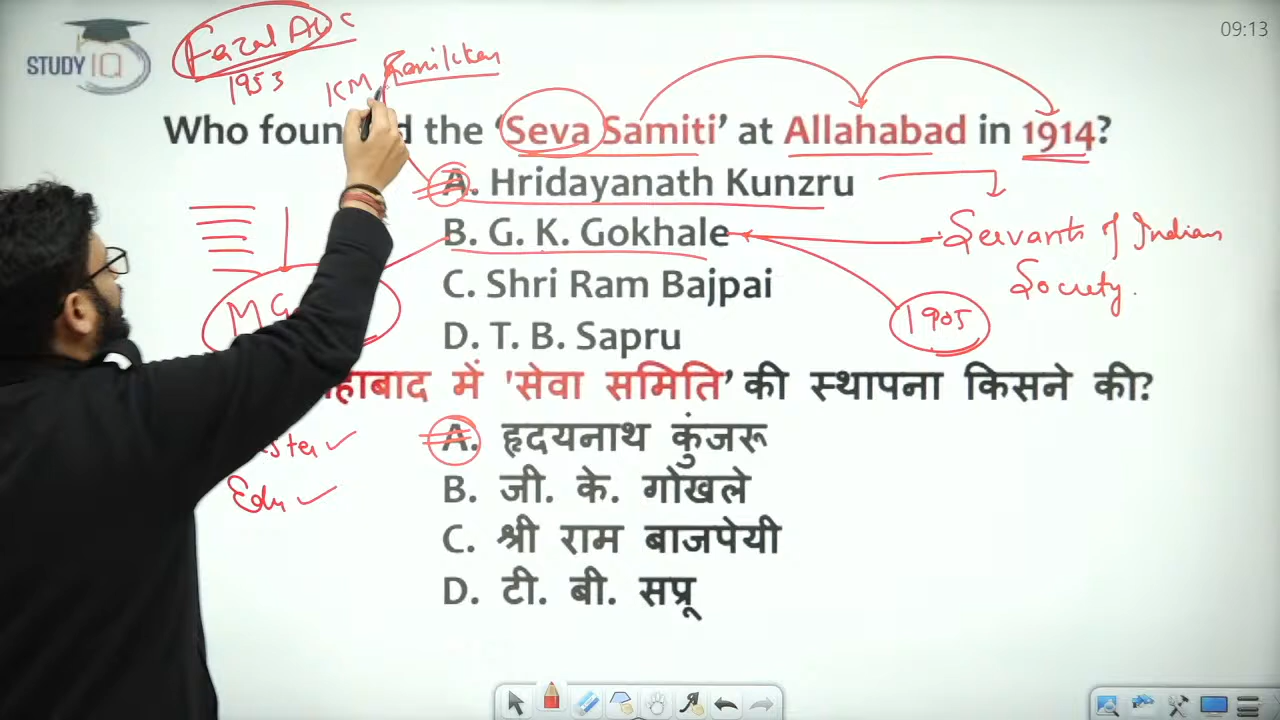 STUDY IQ
Fazal Ali C
1953
KM Panikkar
09:13
Who found the ‘Seva Samiti’ at Allahabad in 1914?
A. Hridayanath Kunzru
B. G. K. Gokhale
C. Shri Ram Bajpai
D. T. B. Sapru
Servants of Indian
Society.
1905
MG
हाबाद में 'सेवा समिति’ की स्थापना किसने की?
A. हृदयनाथ कुंजरू
B. जी. के. गोखले
C. श्री राम बाजपेयी
D. टी. बी. सप्रू
Edu